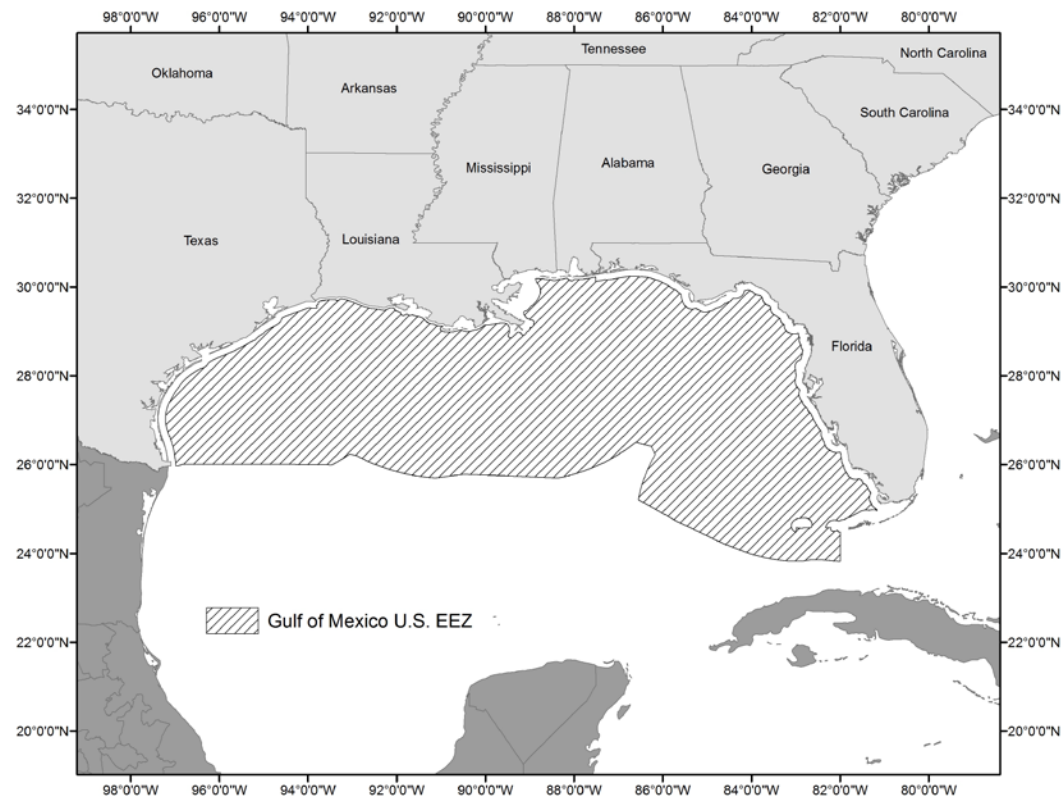 98°0'0"W 96°0'0"W 94°0'0"W 92°0'0"W 90°0'0"W 88°0'0"W 86°0'0"W 84°0'0"W 82°0'0"W 80°0'0"W
Tennessee
North Carolina
Oklahoma
Arkansas
34°0'0"N
34°0'0"N
South Carolina
Mississippi
Alabama
Georgia
32°0'0"N
32°0'0"N
Texas
Louisiana
30°0'0"N
30°0'0"N
Florida
28°0'0"N
28°0'0"N
26°0'0"N
26°0'0"N
24°0'0"N
24°0'0"N
Gulf of Mexico U.S. EEZ
22°0'0"N
22°0'0"N
20°0'0"N
20°0'0"N
98°0'0"W 96°0'0"W 94°0'0"W 92°0'0"W 90°0'0"W 88°0'0"W 86°0'0"W 84°0'0"W 82°0'0"W 80°0'0"W